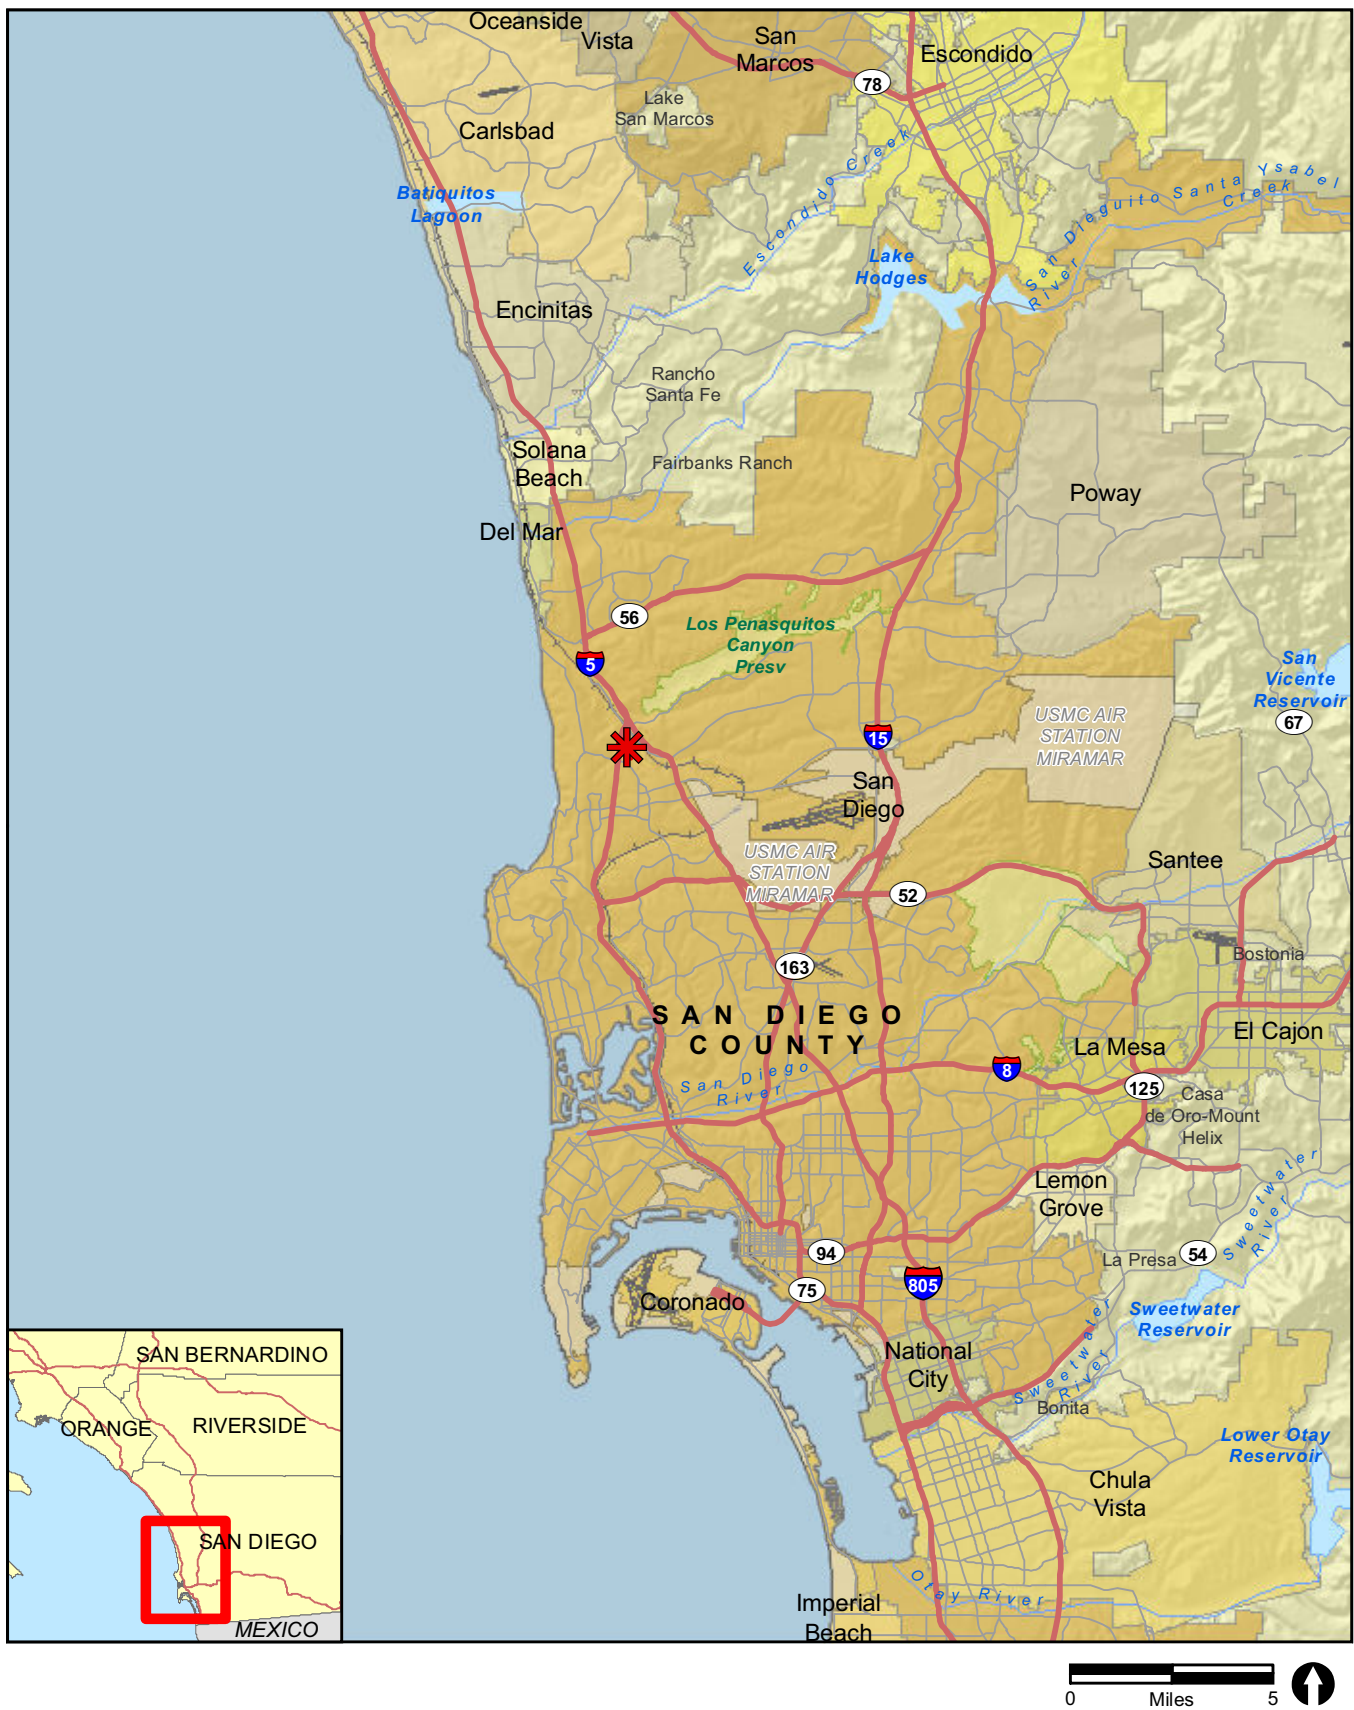 Oceanside
Vista
San
Marcos
Escondido
78
Lake
San Marcos
Carlsbad
Escondido Creek
Batiquitos
Lagoon
Santa Ysabel
Creek
San Dieguito
River
Lake
Hodges
Encinitas
Rancho
Santa Fe
Solana
Beach
Fairbanks Ranch
Poway
Del Mar
56
Los Penasquitos
Canyon
Presv
5
San
Vicente
Reservoir
67
USMC AIR
STATION
MIRAMAR
15
San
Diego
USMC AIR
STATION
MIRAMAR
Santee
52
Bostonia
163
SAN DIEGO
COUNTY
El Cajon
La Mesa
8
San Diego
River
125
Casa
de Oro-Mount
Helix
Lemon
Grove
Sweetwater
River
94
La Presa
54
75
805
Coronado
Sweetwater
Reservoir
National
City
Sweetwater
River
Bonita
Lower Otay
Reservoir
Chula
Vista
Otay River
Imperial
Beach
SAN BERNARDINO
ORANGE
RIVERSIDE
SAN DIEGO
MEXICO
0
Miles
5